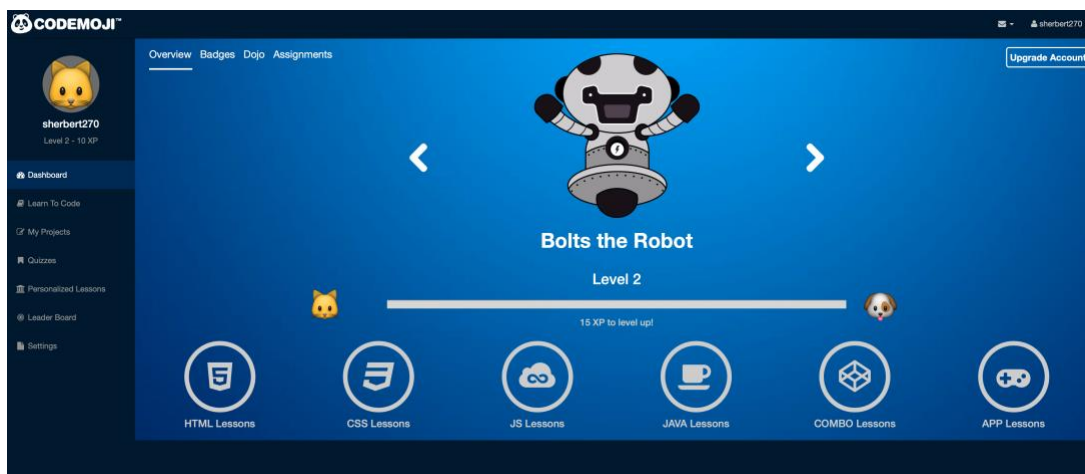 CODEMOJI™
sherbert270
Overview Badges Dojo Assignments
Upgrade Account
sherbert270
Level 2 - 10 XP
Dashboard
Learn To Code
My Projects
Quizzes
Personalized Lessons
Leader Board
Settings
Bolts the Robot
Level 2
15 XP to level up!
HTML Lessons CSS Lessons JS Lessons JAVA Lessons COMBO Lessons APP Lessons